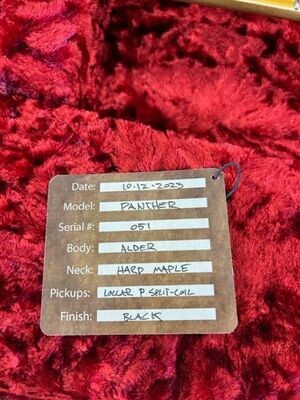 Date: 10.12.2023
Model: PANTHER
Serial #: 051
Body: ALDER
Neck: HARD MAPLE
Pickups: LOLLAR P SPLIT-COIL
Finish: BLACK